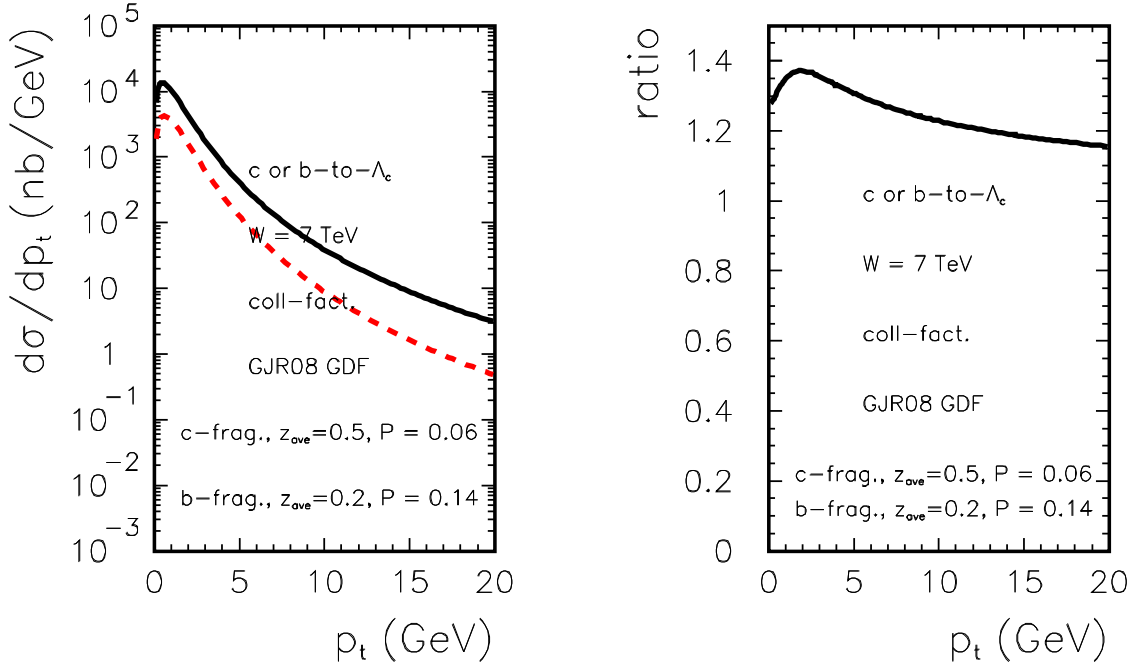 dσ/dp_t (nb/GeV)
10^5
10^4
10^3
10^2
10
1
10^-1
10^-2
10^-3
c or b-to-Λ_c
W = 7 TeV
coll-fact.
GJR08 GDF
c-frag., z_ave=0.5, P = 0.06
b-frag., z_ave=0.2, P = 0.14
0 5 10 15 20
p_t (GeV)
ratio
1.4
1.2
1
0.8
0.6
0.4
0.2
0
c or b-to-Λ_c
W = 7 TeV
coll-fact.
GJR08 GDF
c-frag., z_ave=0.5, P = 0.06
b-frag., z_ave=0.2, P = 0.14
0 5 10 15 20
p_t (GeV)